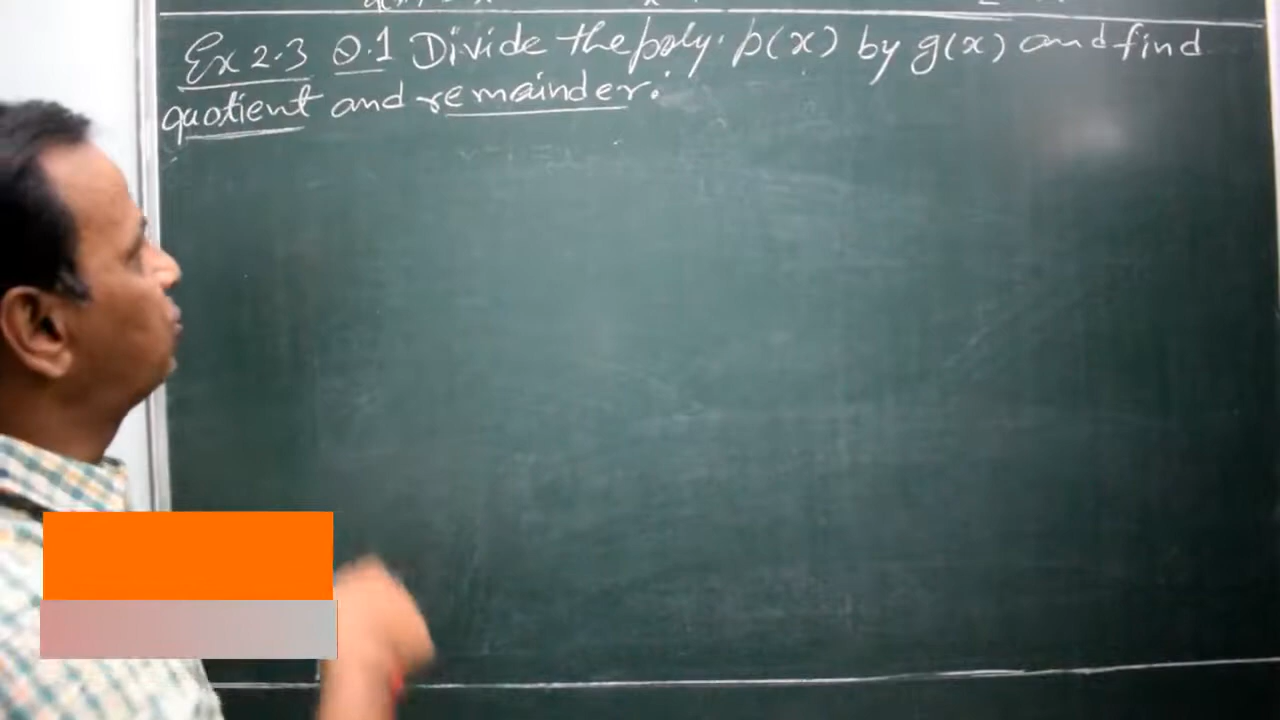 Ex 2.3 Q.1 Divide the poly. p(x) by g(x) and find
quotient and remainder.